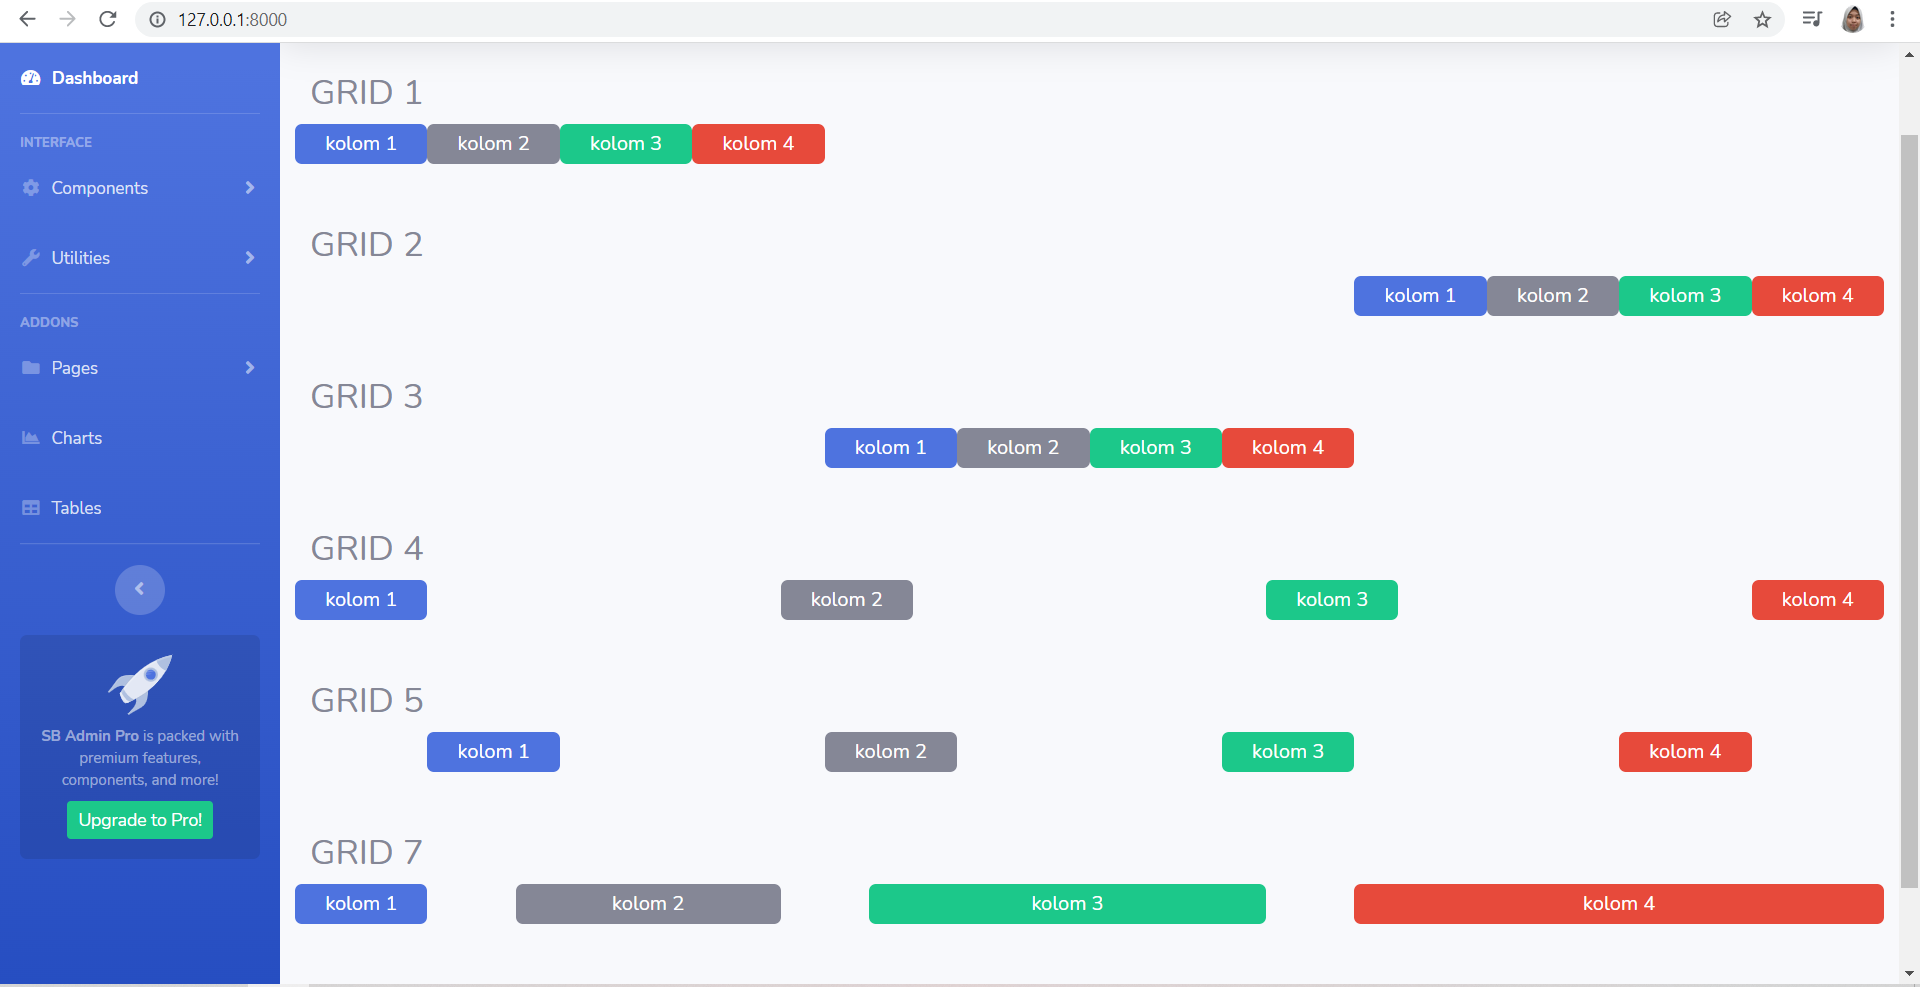 127.0.0.1:8000
Dashboard
INTERFACE
Components
Utilities
ADDONS
Pages
Charts
Tables
SB Admin Pro is packed with
premium features,
components, and more!
Upgrade to Pro!
GRID 1
kolom 1 kolom 2 kolom 3 kolom 4
GRID 2
kolom 1 kolom 2 kolom 3 kolom 4
GRID 3
kolom 1 kolom 2 kolom 3 kolom 4
GRID 4
kolom 1 kolom 2 kolom 3 kolom 4
GRID 5
kolom 1 kolom 2 kolom 3 kolom 4
GRID 7
kolom 1 kolom 2 kolom 3 kolom 4